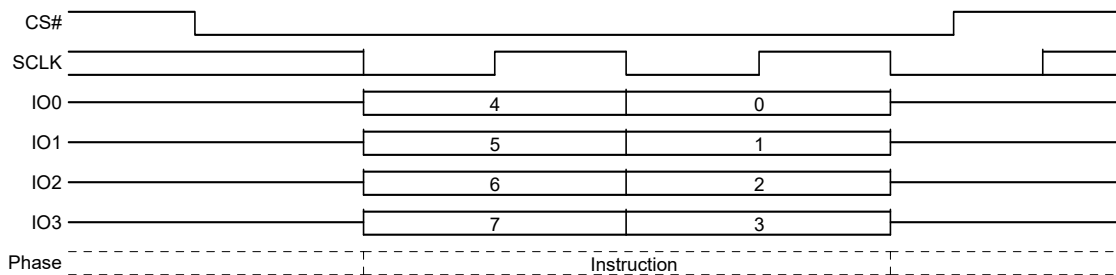 CS#
SCLK
IO0 4 0
IO1 5 1
IO2 6 2
IO3 7 3
Phase Instruction